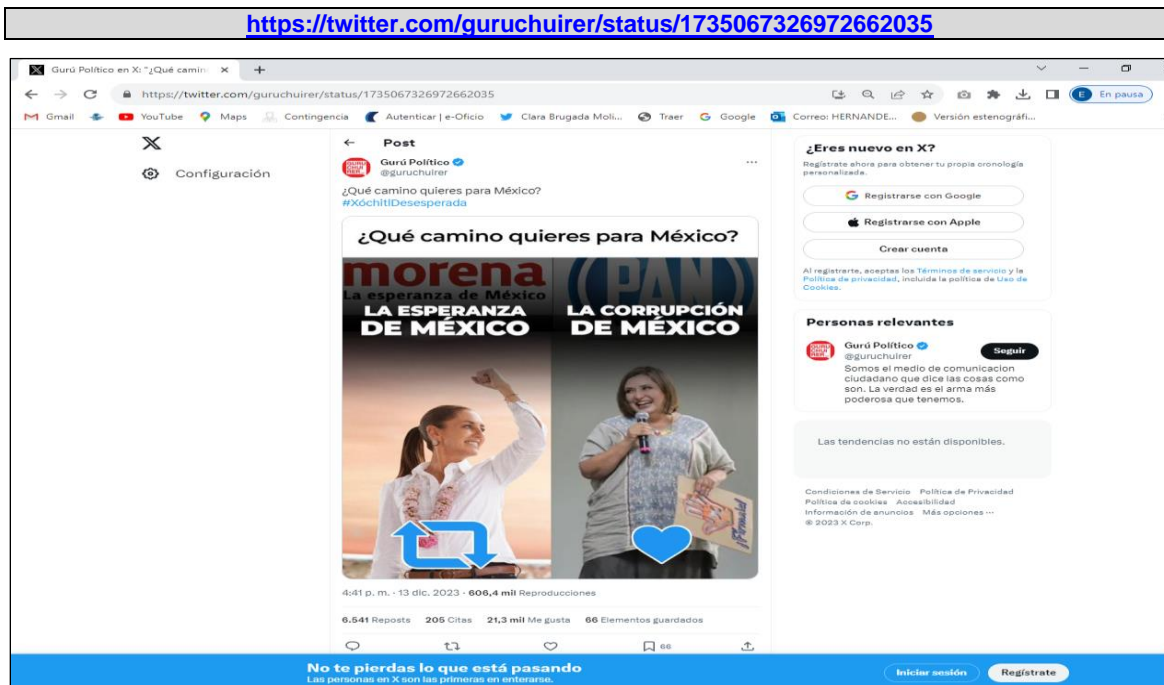 https://twitter.com/guruchuirer/status/1735067326972662035
Gurú Político en X: "¿Qué camin
https://twitter.com/guruchuirer/status/1735067326972662035
En pausa
Gmail YouTube Maps Contingencia Autenticar | e-Oficio Clara Brugada Moli... Traer Google Correo: HERNANDE... Versión estenográfi...
Configuración
Post
Gurú Político
@guruchuirer
¿Qué camino quieres para México?
#XóchitlDesesperada
¿Qué camino quieres para México?
morena
La esperanza de México
LA ESPERANZA
DE MÉXICO
PAN
LA CORRUPCIÓN
DE MÉXICO
4:41 p. m. · 13 dic. 2023 · 606,4 mil Reproducciones
6.541 Reposts 205 Citas 21,3 mil Me gusta 66 Elementos guardados
66
¿Eres nuevo en X?
Regístrate ahora para obtener tu propia cronología
personalizada.
Registrarse con Google
Registrarse con Apple
Crear cuenta
Al registrarte, aceptas los Términos de servicio y la
Política de privacidad, incluida la política de Uso de
Cookies.
Personas relevantes
Gurú Político
@guruchuirer
Seguir
Somos el medio de comunicacion
ciudadano que dice las cosas como
son. La verdad es el arma más
poderosa que tenemos.
Las tendencias no están disponibles.
Condiciones de Servicio Política de Privacidad
Política de cookies Accesibilidad
Información de anuncios Más opciones ···
© 2023 X Corp.
No te pierdas lo que está pasando
Las personas en X son las primeras en enterarse.
Iniciar sesión
Regístrate